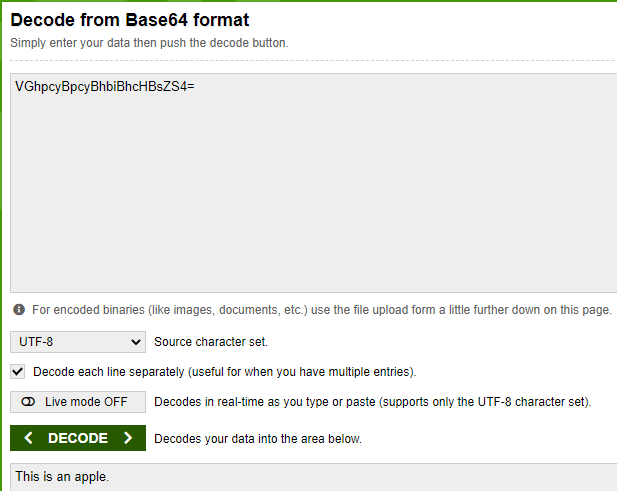 Decode from Base64 format
Simply enter your data then push the decode button.
VGhpcyBpcyBhbiBhcHBsZS4=
For encoded binaries (like images, documents, etc.) use the file upload form a little further down on this page.
UTF-8 Source character set.
Decode each line separately (useful for when you have multiple entries).
Live mode OFF Decodes in real-time as you type or paste (supports only the UTF-8 character set).
DECODE Decodes your data into the area below.
This is an apple.